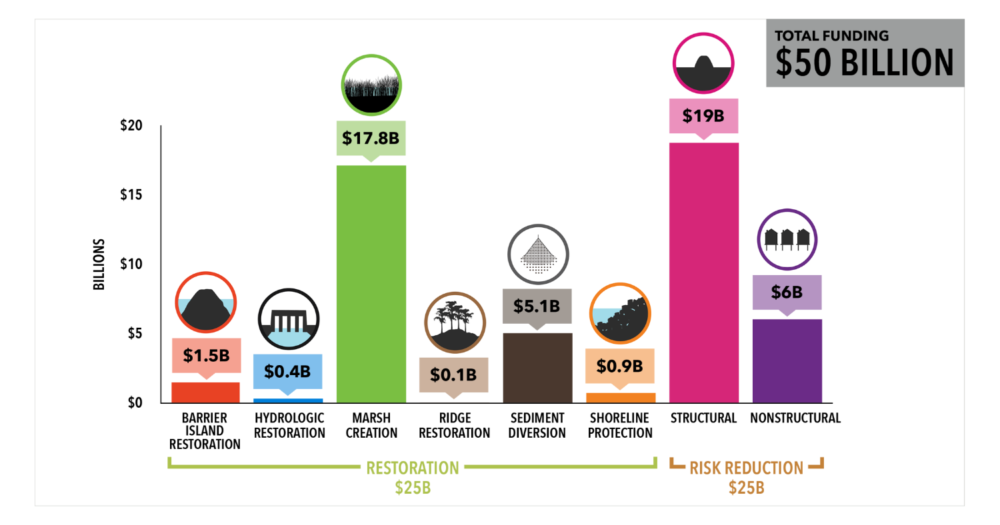 TOTAL FUNDING
$50 BILLION
BILLIONS
$20
$15
$10
$5
$0
$1.5B
$0.4B
$17.8B
$0.1B
$5.1B
$0.9B
$19B
$6B
BARRIER
ISLAND
RESTORATION
HYDROLOGIC
RESTORATION
MARSH
CREATION
RIDGE
RESTORATION
SEDIMENT
DIVERSION
SHORELINE
PROTECTION
STRUCTURAL
NONSTRUCTURAL
RESTORATION
$25B
RISK REDUCTION
$25B